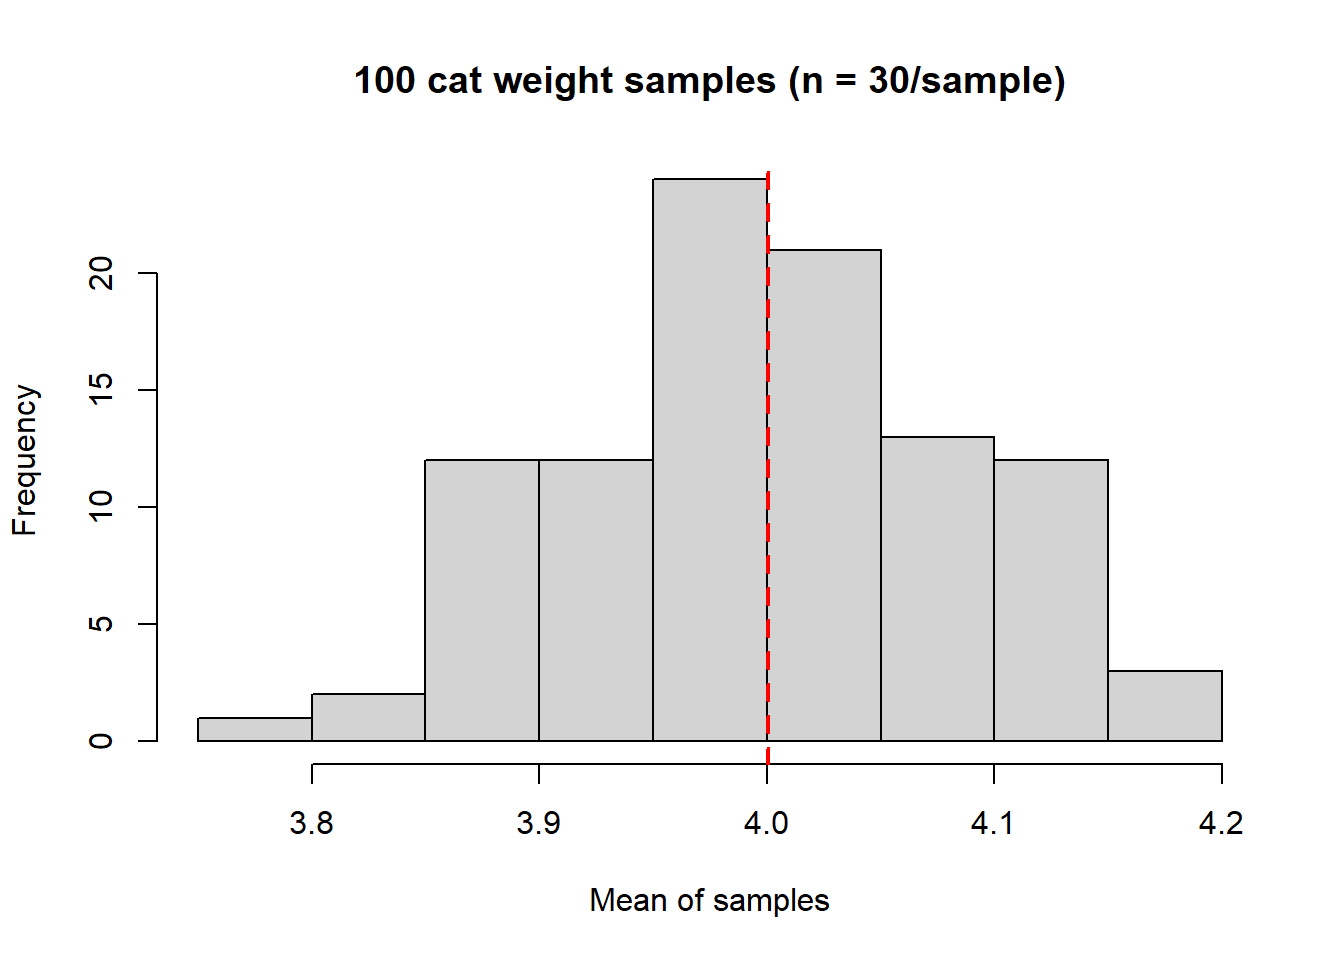 100 cat weight samples (n = 30/sample)
Frequency
20
15
10
5
0
3.8 3.9 4.0 4.1 4.2
Mean of samples